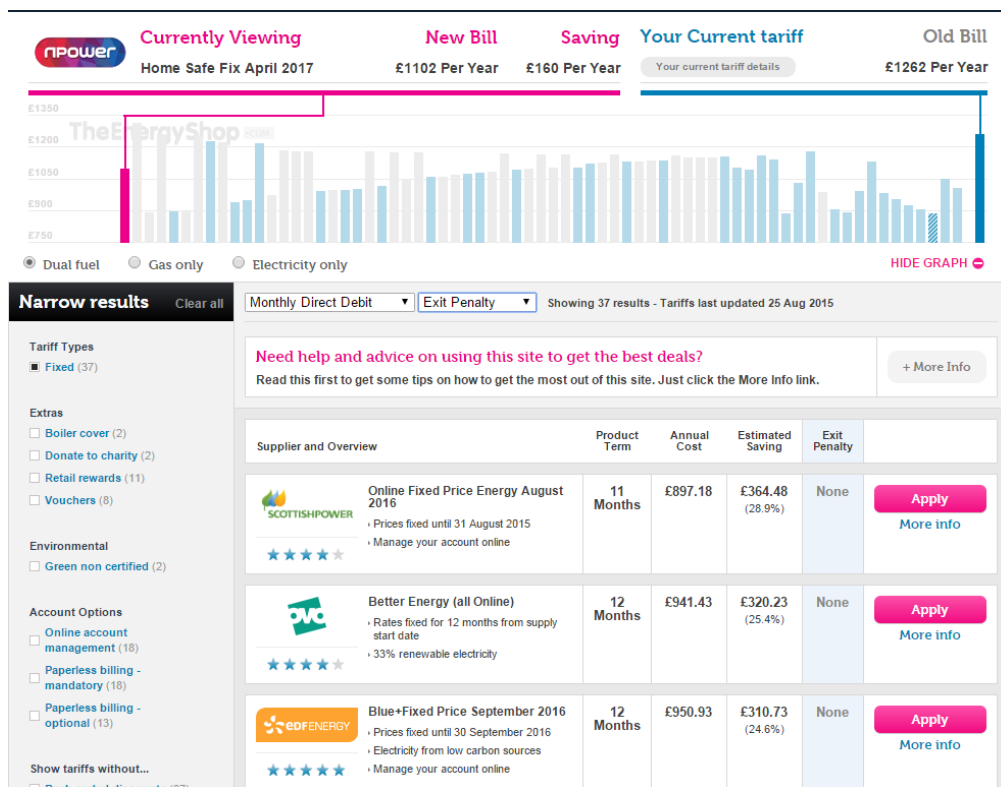 npower
Currently Viewing
New Bill
Saving
Your Current tariff
Old Bill
Home Safe Fix April 2017
£1102 Per Year
£160 Per Year
Your current tariff details
£1262 Per Year
£1350
£1200
£1050
£900
£750
TheEnergyShop .COM
Dual fuel
Gas only
Electricity only
HIDE GRAPH
Narrow results
Clear all
Monthly Direct Debit
Exit Penalty
Showing 37 results - Tariffs last updated 25 Aug 2015
Tariff Types
Fixed (37)
Extras
Boiler cover (2)
Donate to charity (2)
Retail rewards (11)
Vouchers (8)
Environmental
Green non certified (2)
Account Options
Online account
management (18)
Paperless billing -
mandatory (18)
Paperless billing -
optional (13)
Show tariffs without...
Need help and advice on using this site to get the best deals?
Read this first to get some tips on how to get the most out of this site. Just click the More Info link.
+ More Info
Supplier and Overview
Product
Term
Annual
Cost
Estimated
Saving
Exit
Penalty
SCOTTISHPOWER
Online Fixed Price Energy August
2016
Prices fixed until 31 August 2015
Manage your account online
11
Months
£897.18
£364.48
(28.9%)
None
Apply
More info
ovo
Better Energy (all Online)
Rates fixed for 12 months from supply
start date
33% renewable electricity
12
Months
£941.43
£320.23
(25.4%)
None
Apply
More info
EDF ENERGY
Blue+Fixed Price September 2016
Prices fixed until 30 September 2016
Electricity from low carbon sources
Manage your account online
12
Months
£950.93
£310.73
(24.6%)
None
Apply
More info